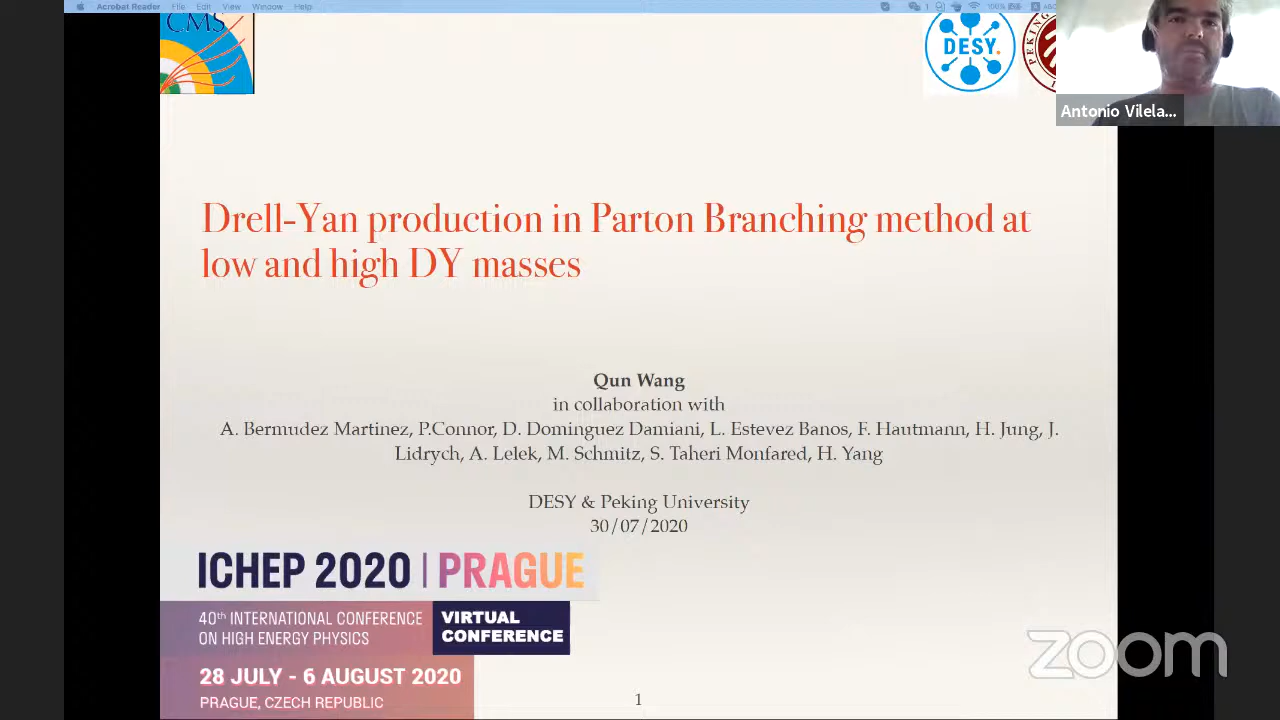 Acrobat Reader File Edit View Window Help
100%
CMS
DESY.
PEKING
Antonio Vilela...
Drell-Yan production in Parton Branching method at
low and high DY masses
Qun Wang
in collaboration with
A. Bermudez Martinez, P.Connor, D. Dominguez Damiani, L. Estevez Banos, F. Hautmann, H. Jung, J.
Lidrych, A. Lelek, M. Schmitz, S. Taheri Monfared, H. Yang
DESY & Peking University
30/07/2020
ICHEP 2020 | PRAGUE
40th INTERNATIONAL CONFERENCE
ON HIGH ENERGY PHYSICS
VIRTUAL
CONFERENCE
28 JULY - 6 AUGUST 2020
PRAGUE, CZECH REPUBLIC
1
zoom